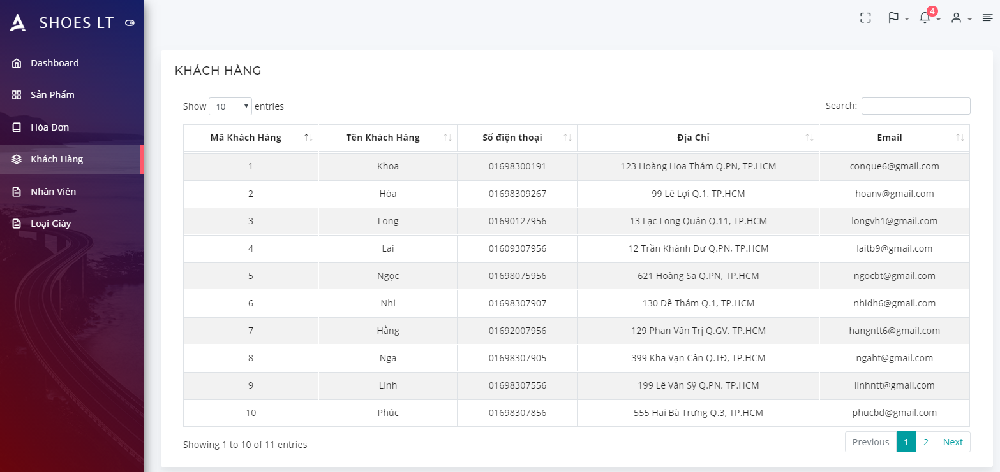 SHOES LT
4
Dashboard
Sản Phẩm
Hóa Đơn
Khách Hàng
Nhân Viên
Loại Giày
KHÁCH HÀNG
Show 10 entries
Search:
Mã Khách Hàng Tên Khách Hàng Số điện thoại Địa Chỉ Email
1 Khoa 01698300191 123 Hoàng Hoa Thám Q.PN, TP.HCM conque6@gmail.com
2 Hòa 01698309267 99 Lê Lợi Q.1, TP.HCM hoanv@gmail.com
3 Long 01690127956 13 Lạc Long Quân Q.11, TP.HCM longvh1@gmail.com
4 Lai 01609307956 12 Trần Khánh Dư Q.PN, TP.HCM laitb9@gmail.com
5 Ngọc 01698075956 621 Hoàng Sa Q.PN, TP.HCM ngocbt@gmail.com
6 Nhi 01698307907 130 Đề Thám Q.1, TP.HCM nhidh6@gmail.com
7 Hằng 01692007956 129 Phan Văn Trị Q.GV, TP.HCM hangntt6@gmail.com
8 Nga 01698307905 399 Kha Vạn Cân Q.TĐ, TP.HCM ngaht@gmail.com
9 Linh 01698307556 199 Lê Văn Sỹ Q.PN, TP.HCM linhntt@gmail.com
10 Phúc 01698307856 555 Hai Bà Trưng Q.3, TP.HCM phucbd@gmail.com
Showing 1 to 10 of 11 entries
Previous 1 2 Next